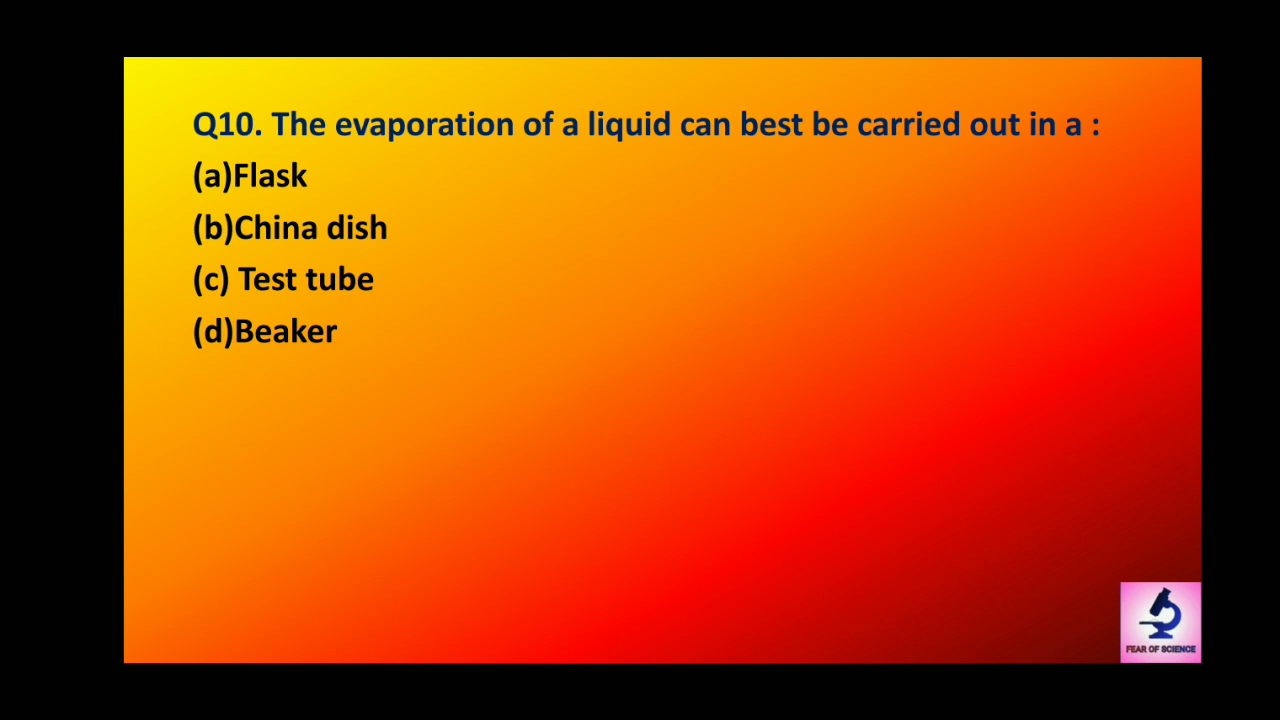 Q10. The evaporation of a liquid can best be carried out in a :
(a)Flask
(b)China dish
(c) Test tube
(d)Beaker
FEAR OF SCIENCE